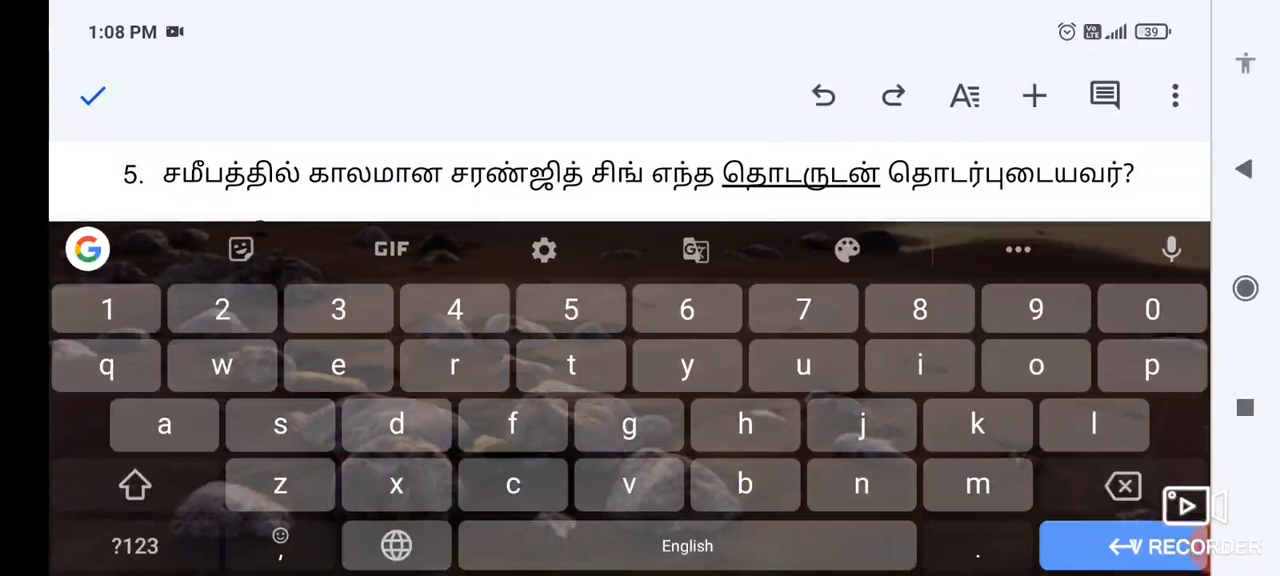 1:08 PM
39
5. சமீபத்தில் காலமான சரண்ஜித் சிங் எந்த தொடருடன் தொடர்புடையவர்?
GIF
1 2 3 4 5 6 7 8 9 0
q w e r t y u i o p
a s d f g h j k l
z x c v b n m
?123 , English .
RECORDER